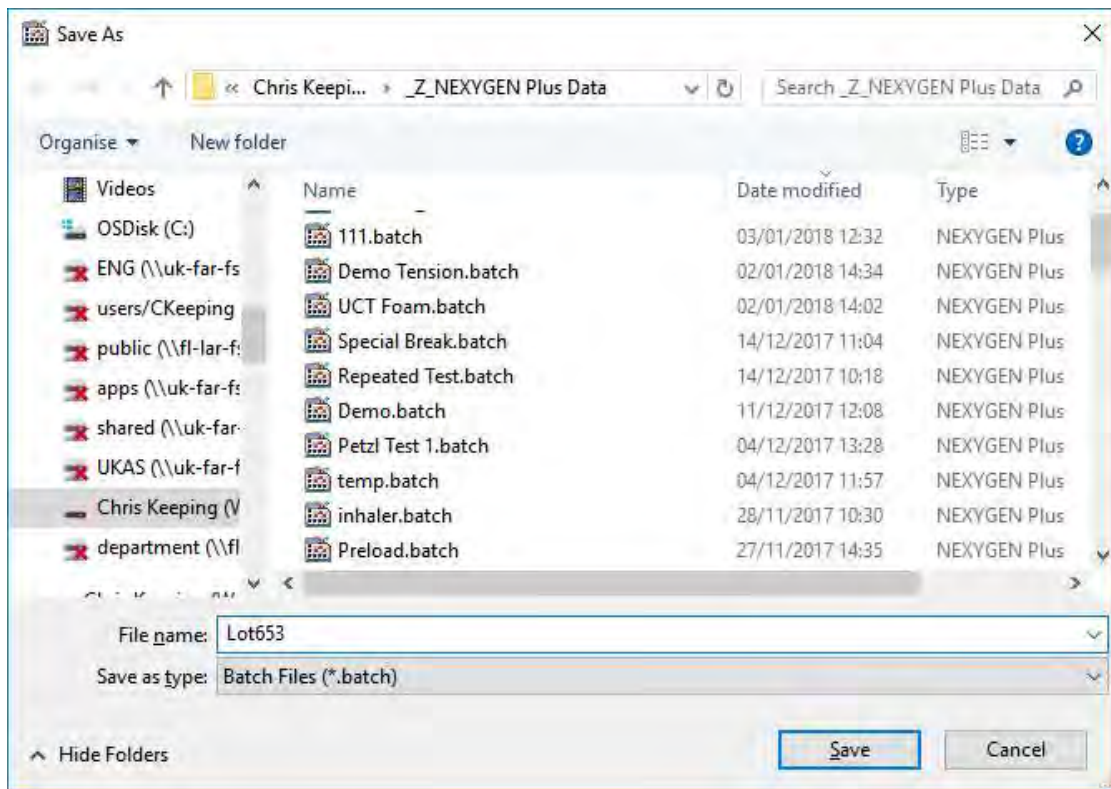 Save As
« Chris Keepi... › _Z_NEXYGEN Plus Data
Search _Z_NEXYGEN Plus Data
Organise
New folder
Videos
OSDisk (C:)
ENG (\\uk-far-fs
users/CKeeping
public (\\fl-lar-f
apps (\\uk-far-fs
shared (\\uk-far-
UKAS (\\uk-far-f
Chris Keeping (
department (\\fl
Name Date modified Type
111.batch 03/01/2018 12:32 NEXYGEN Plus
Demo Tension.batch 02/01/2018 14:34 NEXYGEN Plus
UCT Foam.batch 02/01/2018 14:02 NEXYGEN Plus
Special Break.batch 14/12/2017 11:04 NEXYGEN Plus
Repeated Test.batch 14/12/2017 10:18 NEXYGEN Plus
Demo.batch 11/12/2017 12:08 NEXYGEN Plus
Petzl Test 1.batch 04/12/2017 13:28 NEXYGEN Plus
temp.batch 04/12/2017 11:57 NEXYGEN Plus
inhaler.batch 28/11/2017 10:30 NEXYGEN Plus
Preload.batch 27/11/2017 14:35 NEXYGEN Plus
File name: Lot653
Save as type: Batch Files (*.batch)
Hide Folders
Save
Cancel